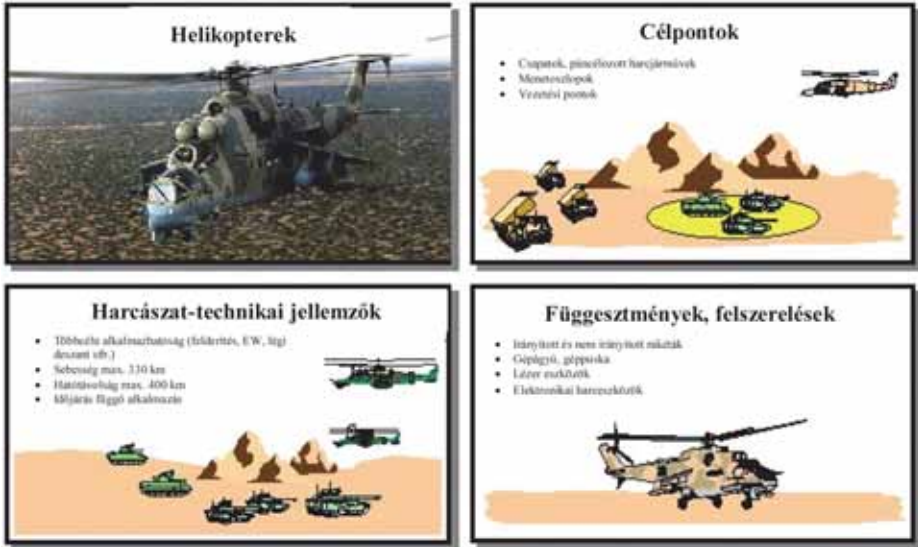 Helikopterek
Célpontok
• Csapatok, páncélozott harcjárművek
• Menetoszlopok
• Vezetési pontok
Harcászat-technikai jellemzők
• Többcélú alkalmazhatóság (felderítés, EW, légi
deszant stb.)
• Sebesség max. 330 km
• Hatótávolság max. 400 km
• Időjárás függő alkalmazás
Függesztmények, felszerelések
• Irányított és nem irányított rakéták
• Gépágyú, géppuska
• Lézer eszközök
• Elektronikai harceszközök